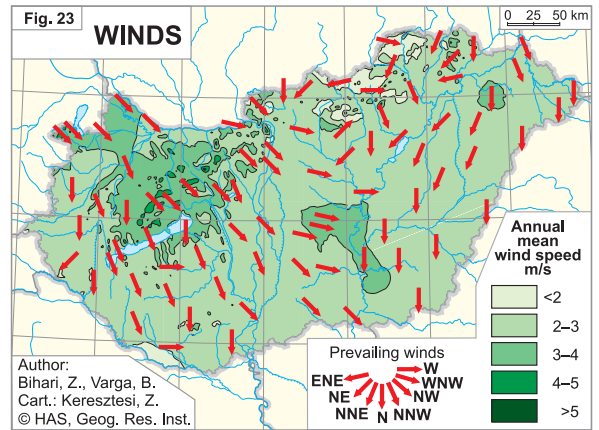 Fig. 23
WINDS
0 25 50 km
Annual
mean
wind speed
m/s
<2
2–3
3–4
4–5
>5
Prevailing winds
W
WNW
NW
NNW
N
NNE
NE
ENE
Author:
Bihari, Z., Varga, B.
Cart.: Keresztesi, Z.
© HAS, Geog. Res. Inst.